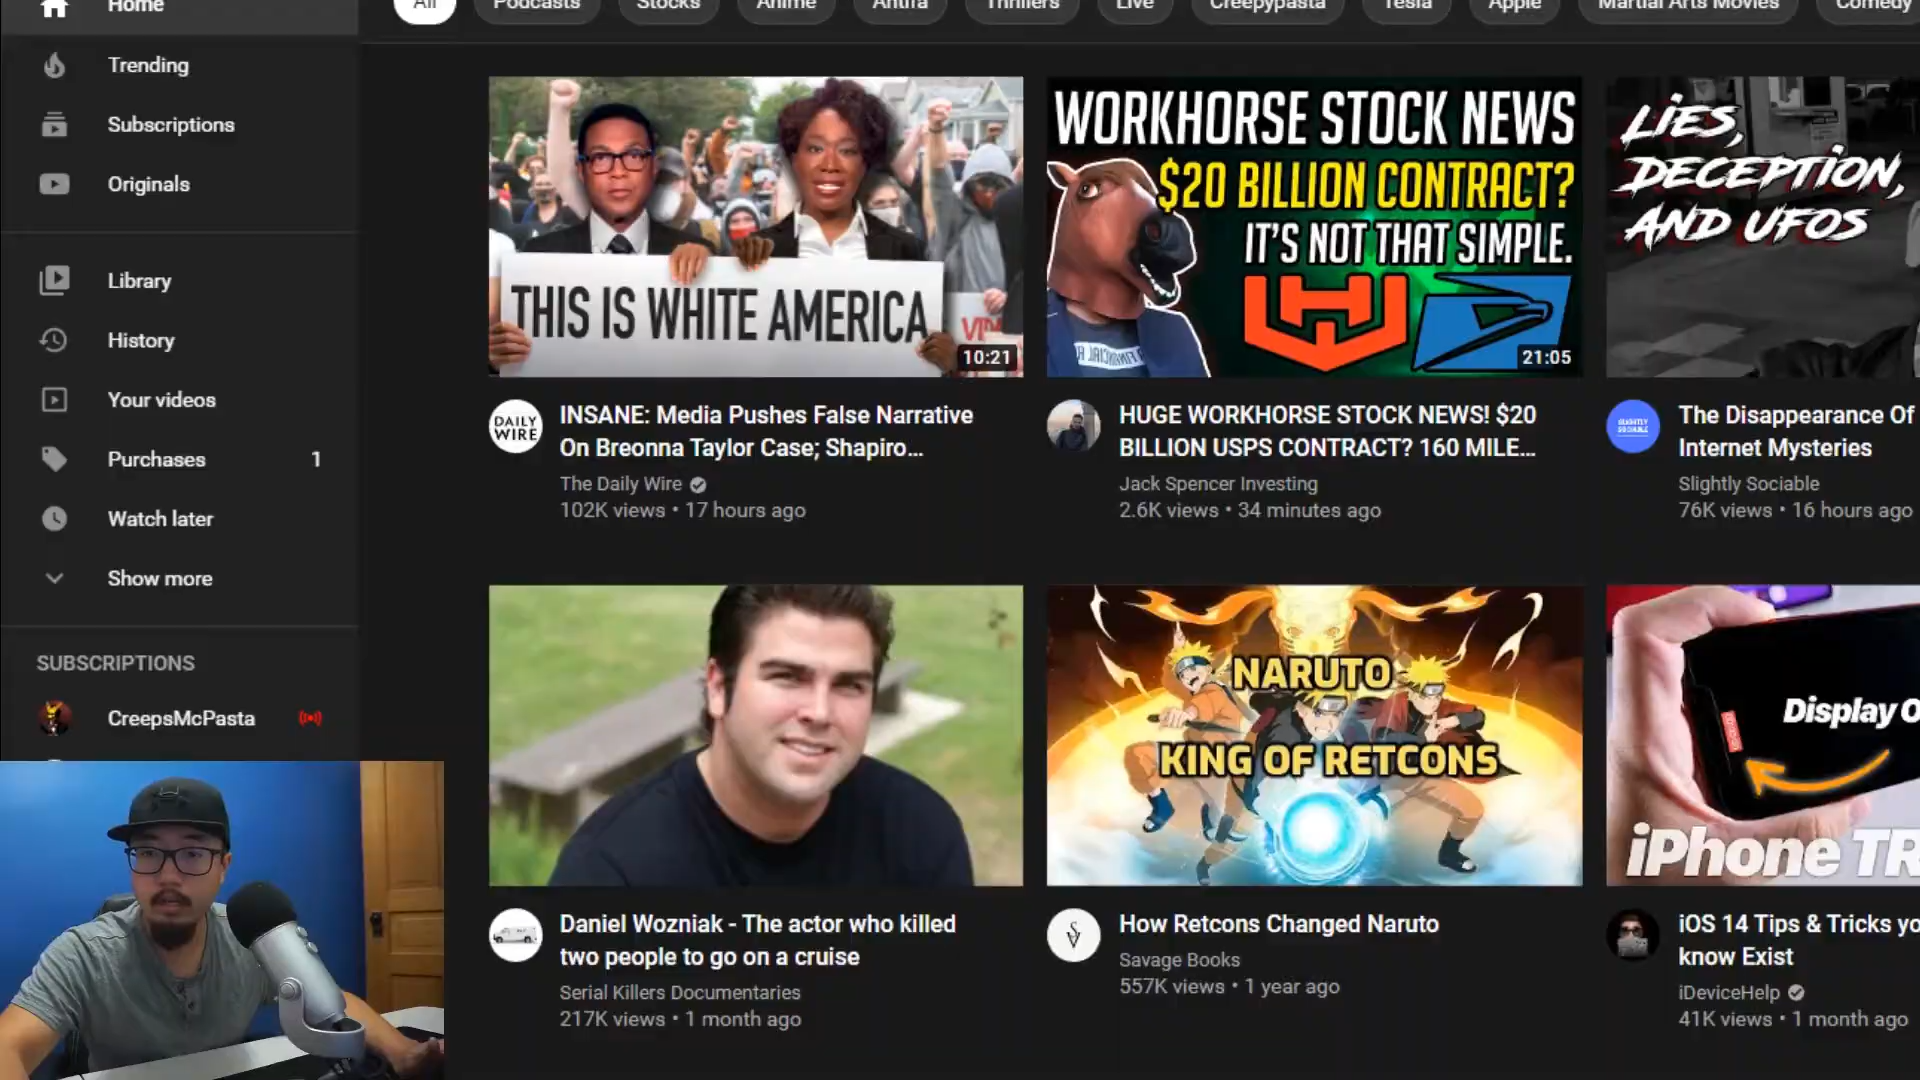 Home
All
Podcasts
Stocks
Anime
Antifa
Thrillers
Live
Creepypasta
Tesla
Apple
Martial Arts Movies
Comedy
Trending
Subscriptions
Originals
Library
History
Your videos
Purchases 1
Watch later
Show more
SUBSCRIPTIONS
CreepsMcPasta
THIS IS WHITE AMERICA
10:21
DAILY
WIRE
INSANE: Media Pushes False Narrative
On Breonna Taylor Case; Shapiro...
The Daily Wire
102K views • 17 hours ago
WORKHORSE STOCK NEWS
$20 BILLION CONTRACT?
IT'S NOT THAT SIMPLE.
21:05
HUGE WORKHORSE STOCK NEWS! $20
BILLION USPS CONTRACT? 160 MILE...
Jack Spencer Investing
2.6K views • 34 minutes ago
LIES,
DECEPTION,
AND UFOS
SLIGHTLY
SOCIABLE
The Disappearance Of
Internet Mysteries
Slightly Sociable
76K views • 16 hours ago
Daniel Wozniak - The actor who killed
two people to go on a cruise
Serial Killers Documentaries
217K views • 1 month ago
NARUTO
KING OF RETCONS
How Retcons Changed Naruto
Savage Books
557K views • 1 year ago
Display O
iPhone TR
iOS 14 Tips & Tricks yo
know Exist
iDeviceHelp
41K views • 1 month ago